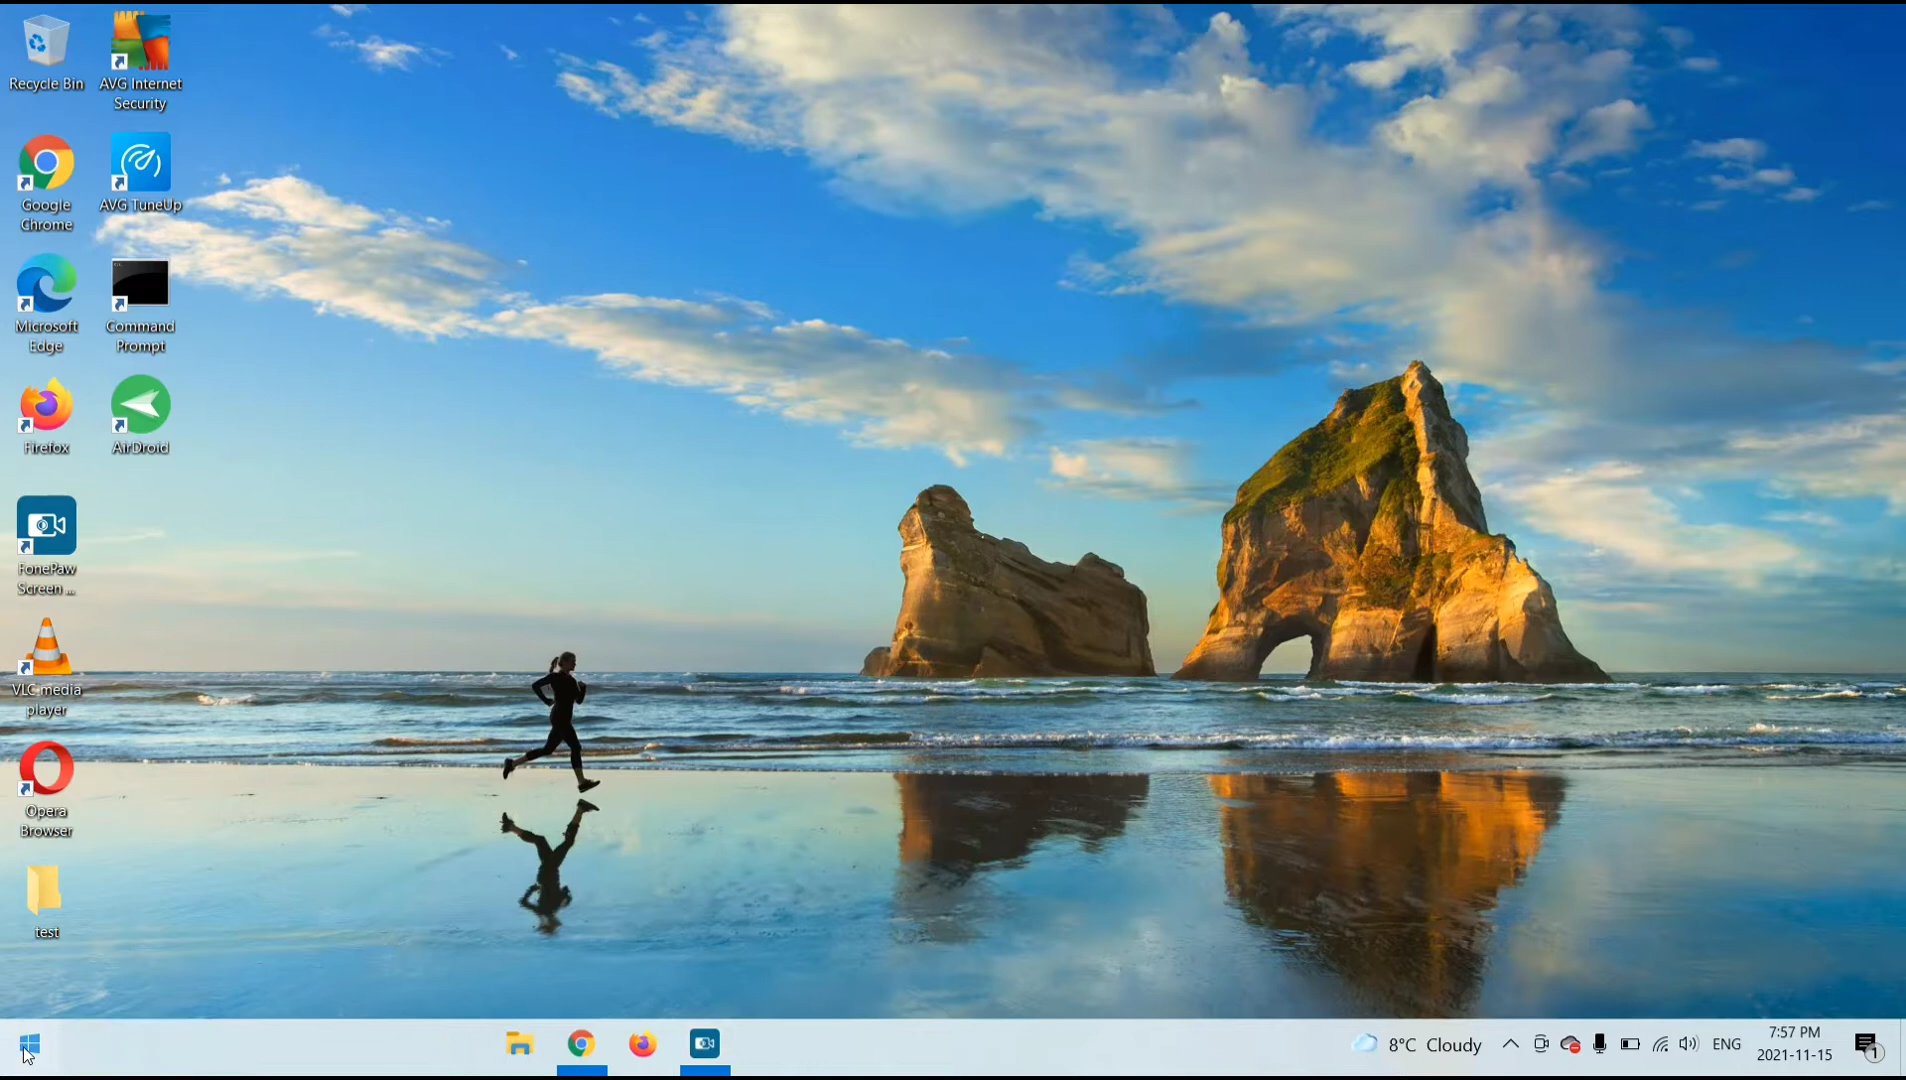 Recycle Bin
AVG Internet
Security
Google
Chrome
AVG TuneUp
Microsoft
Edge
Command
Prompt
Firefox
AirDroid
FonePaw
Screen ...
VLC media
player
Opera
Browser
test
8°C Cloudy
ENG
7:57 PM
2021-11-15
1